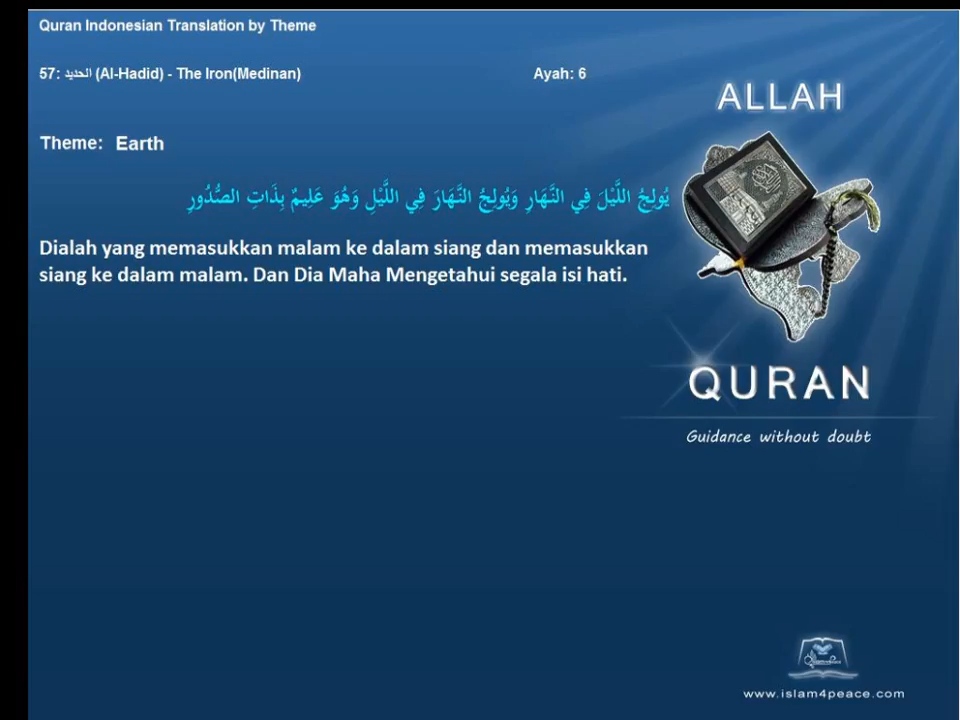 Quran Indonesian Translation by Theme
57: الحديد (Al-Hadid) - The Iron(Medinan) Ayah: 6
ALLAH
Theme: Earth
يُولِجُ اللَّيْلَ فِي النَّهَارِ وَيُولِجُ النَّهَارَ فِي اللَّيْلِ وَهُوَ عَلِيمٌ بِذَاتِ الصُّدُورِ
Dialah yang memasukkan malam ke dalam siang dan memasukkan
siang ke dalam malam. Dan Dia Maha Mengetahui segala isi hati.
QURAN
Guidance without doubt
www.islam4peace.com